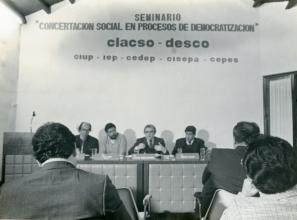 SEMINARIO
"CONCERTACION SOCIAL EN PROCESOS DE DEMOCRATIZACION"
clacso - desco
ciup - iep - cedep - cisepa - cepes